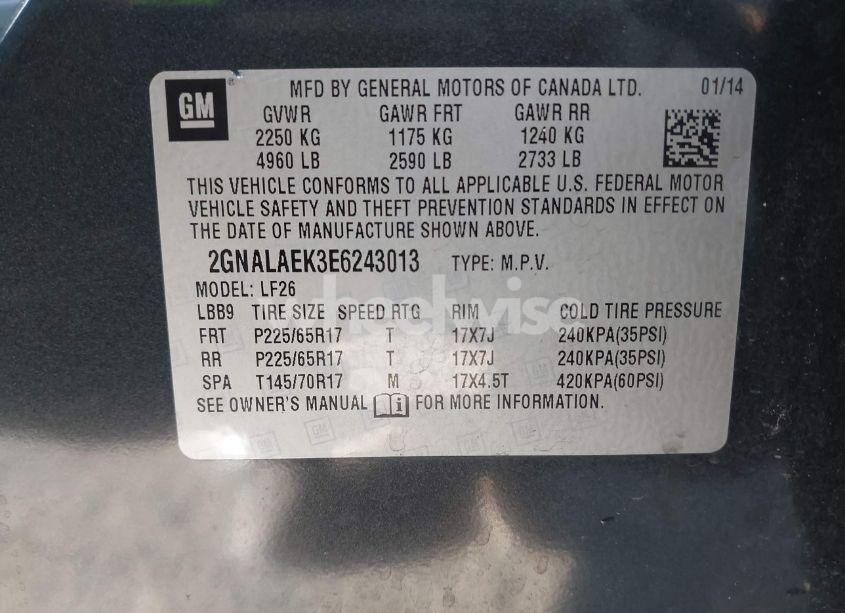 GM
MFD BY GENERAL MOTORS OF CANADA LTD. 01/14
GVWR GAWR FRT GAWR RR
2250 KG 1175 KG 1240 KG
4960 LB 2590 LB 2733 LB
THIS VEHICLE CONFORMS TO ALL APPLICABLE U.S. FEDERAL MOTOR
VEHICLE SAFETY AND THEFT PREVENTION STANDARDS IN EFFECT ON
THE DATE OF MANUFACTURE SHOWN ABOVE.
2GNALAEK3E6243013 TYPE: M.P.V.
MODEL: LF26
LBB9 TIRE SIZE SPEED RTG RIM COLD TIRE PRESSURE
FRT P225/65R17 T 17X7J 240KPA(35PSI)
RR P225/65R17 T 17X7J 240KPA(35PSI)
SPA T145/70R17 M 17X4.5T 420KPA(60PSI)
SEE OWNER'S MANUAL i FOR MORE INFORMATION.